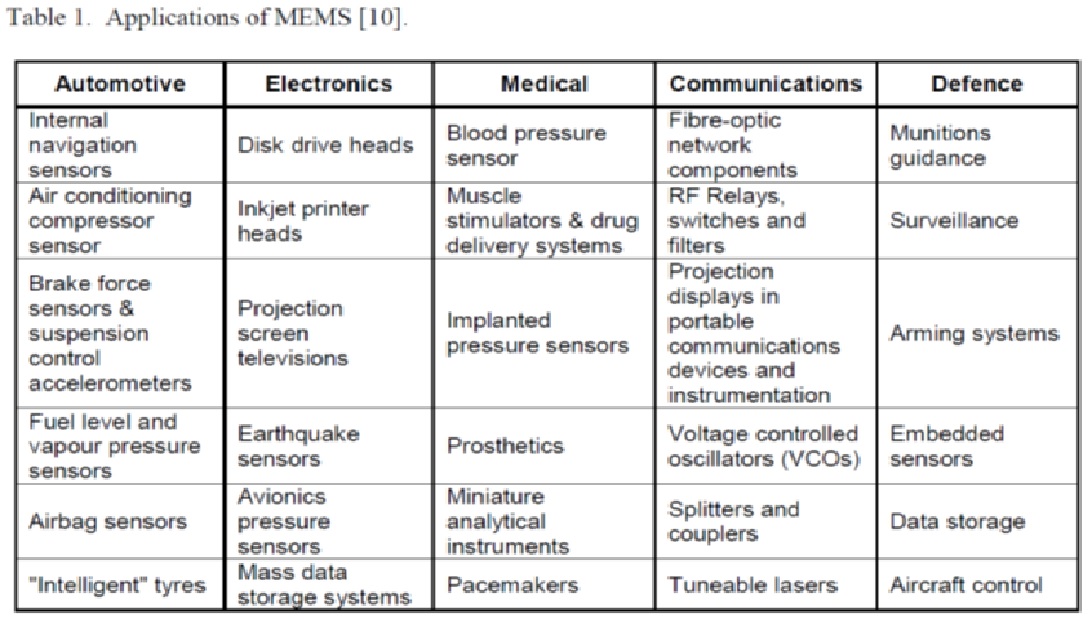 Table 1. Applications of MEMS [10].
Automotive Electronics Medical Communications Defence
Internal
navigation
sensors
Disk drive heads
Blood pressure
sensor
Fibre-optic
network
components
Munitions
guidance
Air conditioning
compressor
sensor
Inkjet printer
heads
Muscle
stimulators & drug
delivery systems
RF Relays,
switches and
filters
Surveillance
Brake force
sensors &
suspension
control
accelerometers
Projection
screen
televisions
Implanted
pressure sensors
Projection
displays in
portable
communications
devices and
instrumentation
Arming systems
Fuel level and
vapour pressure
sensors
Earthquake
sensors
Prosthetics
Voltage controlled
oscillators (VCOs)
Embedded
sensors
Airbag sensors
Avionics
pressure
sensors
Miniature
analytical
instruments
Splitters and
couplers
Data storage
"Intelligent" tyres
Mass data
storage systems
Pacemakers
Tuneable lasers
Aircraft control